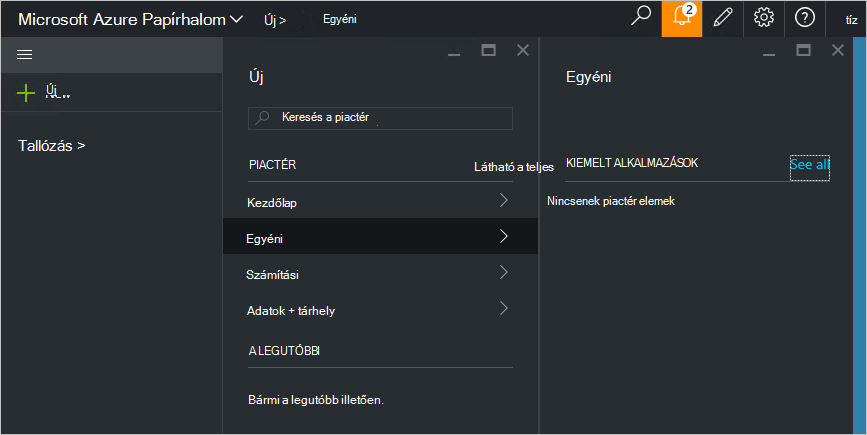 Microsoft Azure Papírhalom Új > Egyéni 2 tíz
Új
Tallózás >
Új
Keresés a piactér
PIACTÉR Látható a teljes
Kezdőlap
Egyéni
Számítási
Adatok + tárhely
A LEGUTÓBBI
Bármi a legutóbb illetően.
Egyéni
KIEMELT ALKALMAZÁSOK See all
Nincsenek piactér elemek